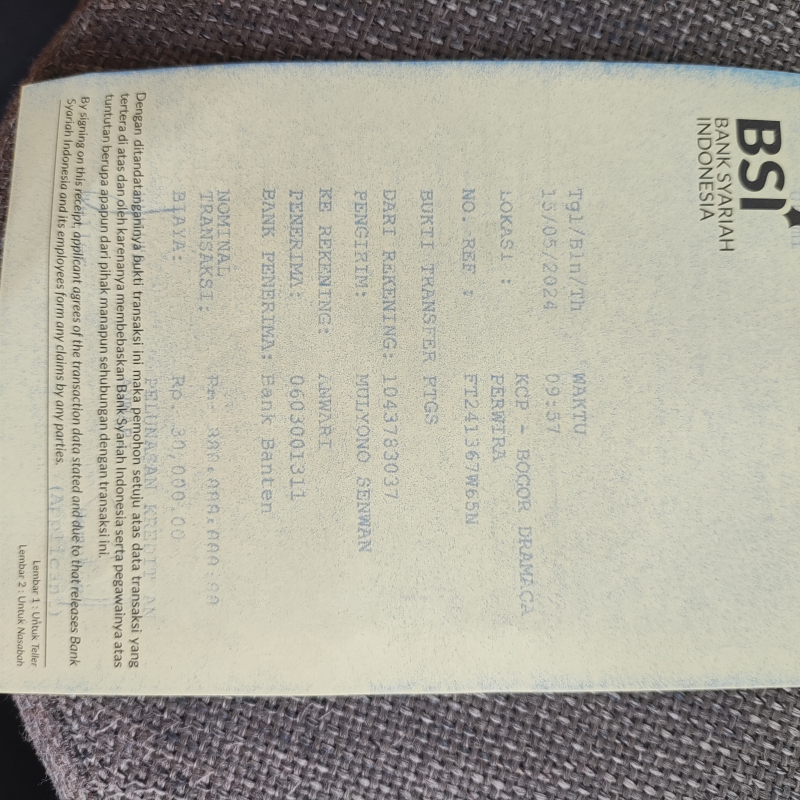 BSI
BANK SYARIAH
INDONESIA
Tgl/Bln/Th WAKTU
15/05/2024 09:57
LOKASI : KCP - BOGOR DRAMAGA
PERWIRA
NO. REF : FT241367W65N
BUKTI TRANSFER RTGS
DARI REKENING: 1043783037
PENGIRIM: MULYONO SENWAN
KE REKENING: ANWARI
PENERIMA: 0603001311
BANK PENERIMA: Bank Banten
NOMINAL
TRANSAKSI:
BIAYA: Rp. 30,000.00
PELUNASAN KREDIT AN
Dengan ditandatanganinya bukti transaksi ini maka pemohon setuju atas data transaksi yang
tertera di atas dan oleh karenanya membebaskan Bank Syariah Indonesia serta pegawainya atas
tuntutan berupa apapun dari pihak manapun sehubungan dengan transaksi ini.
By signing on this receipt, applicant agrees of the transaction data stated and due to that releases Bank
Syariah Indonesia and its employees form any claims by any parties.
Lembar 1 : Untuk Teller
Lembar 2 : Untuk Nasabah